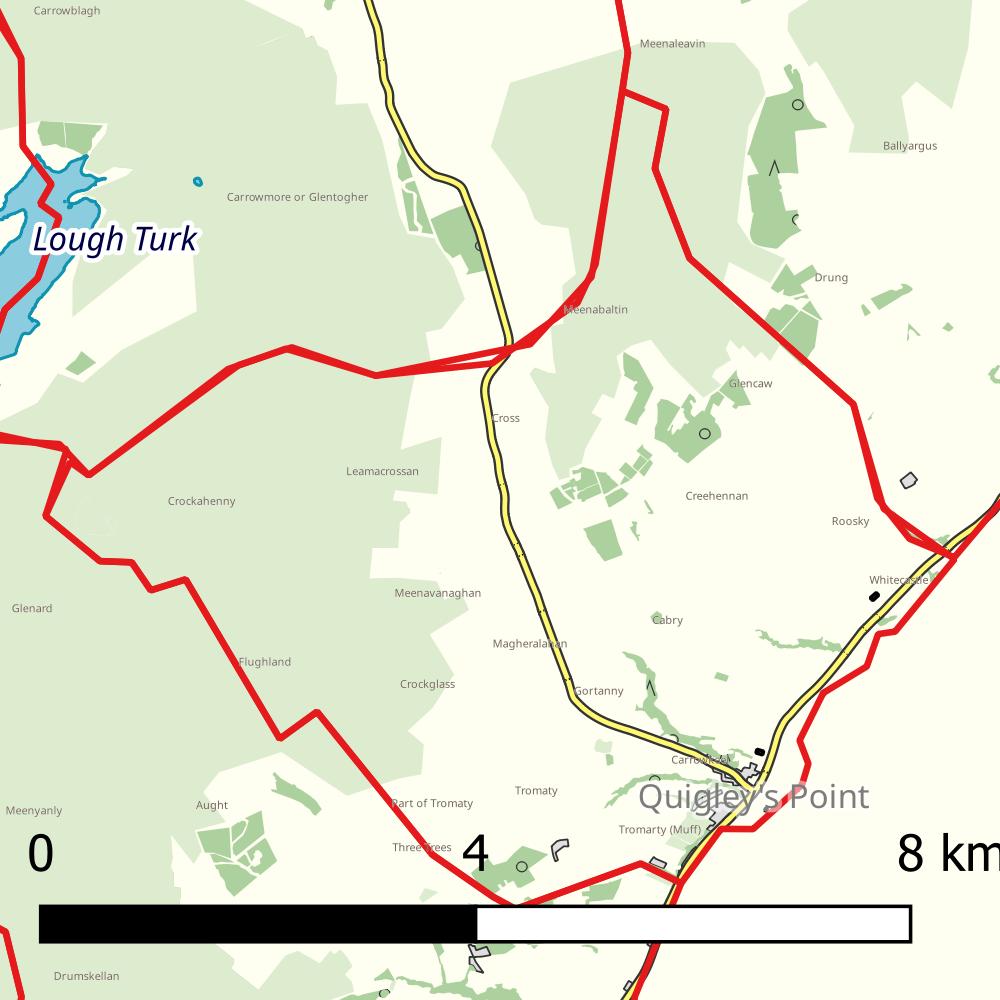 Carrowblagh
Meenaleavin
Ballyargus
Carrowmore or Glentogher
Lough Turk
Drung
Meenabaltin
Glencaw
Cross
Leamacrossan
Crockahenny
Creehennan
Roosky
Whitecastle
Meenavanaghan
Glenard
Cabry
Magheralahan
Flughland
Crockglass
Gortanny
Carrowkeel
Tromaty
Quigley's Point
Part of Tromaty
Aught
Meenyanly
Tromarty (Muff)
Three Trees
0 4 8 km
Drumskellan